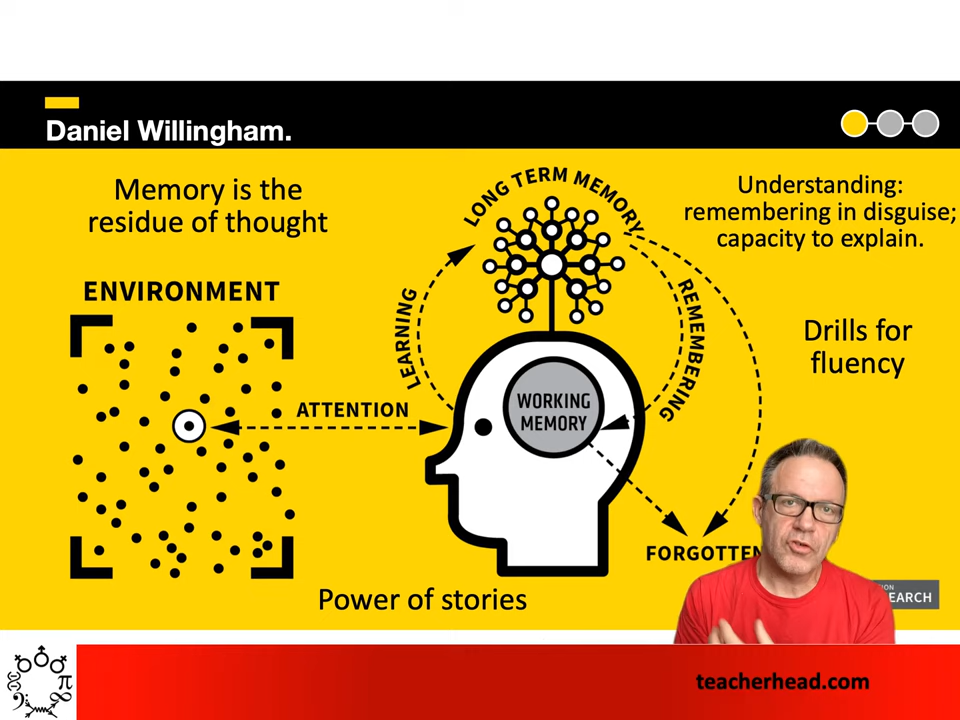 Daniel Willingham.
Memory is the
residue of thought
LONG TERM MEMORY
Understanding:
remembering in disguise;
capacity to explain.
ENVIRONMENT
LEARNING
REMEMBERING
Drills for
fluency
ATTENTION
WORKING
MEMORY
FORGOTTEN
Power of stories
teacherhead.com